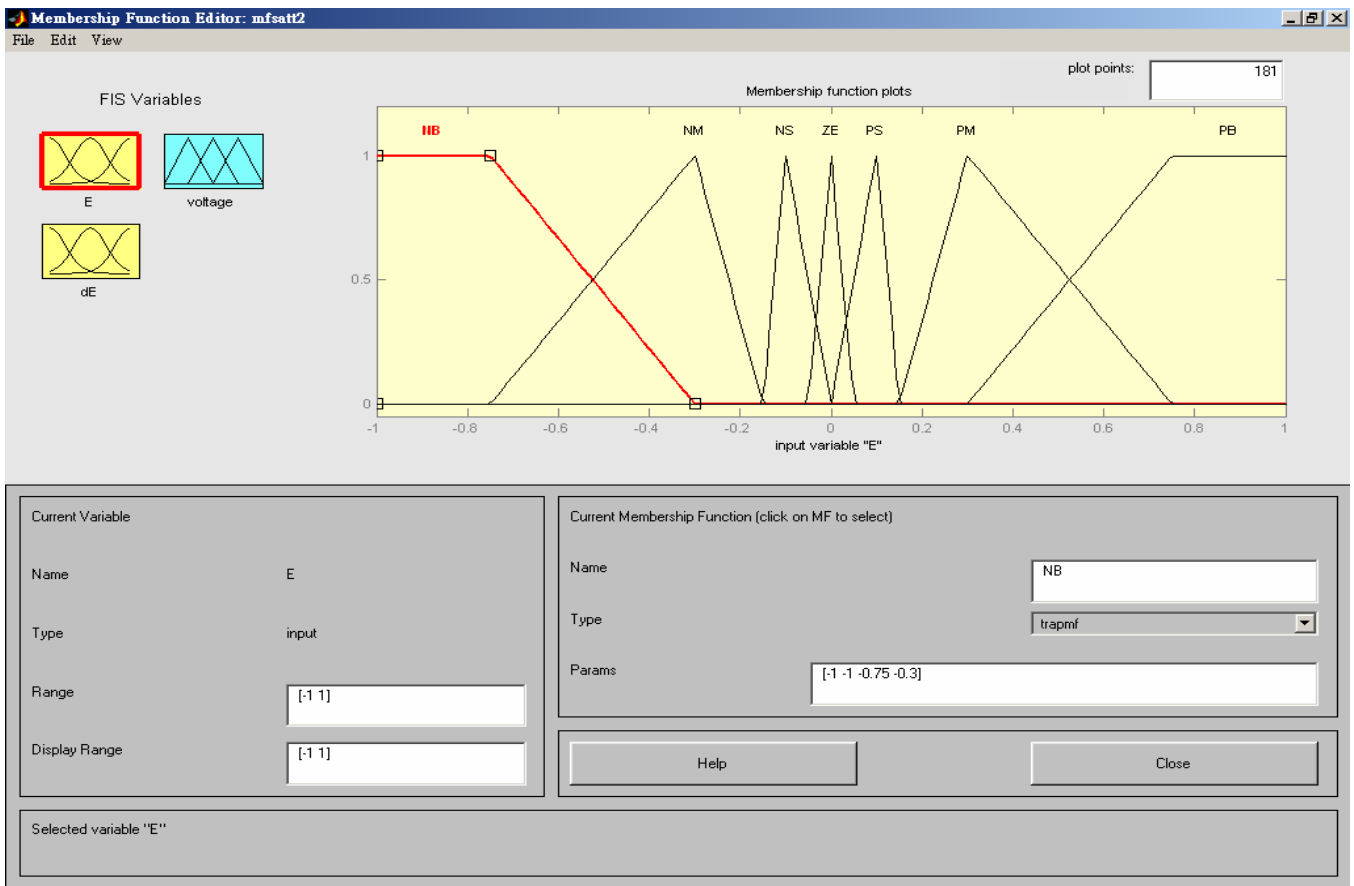 Membership Function Editor: mfsatt2
File Edit View
plot points: 181
FIS Variables
Membership function plots
NB NM NS ZE PS PM PB
1
0.5
0
-1 -0.8 -0.6 -0.4 -0.2 0 0.2 0.4 0.6 0.8 1
input variable "E"
E voltage
dE
Current Variable
Name E
Type input
Range [-1 1]
Display Range [-1 1]
Current Membership Function (click on MF to select)
Name NB
Type trapmf
Params [-1 -1 -0.75 -0.3]
Help Close
Selected variable "E"